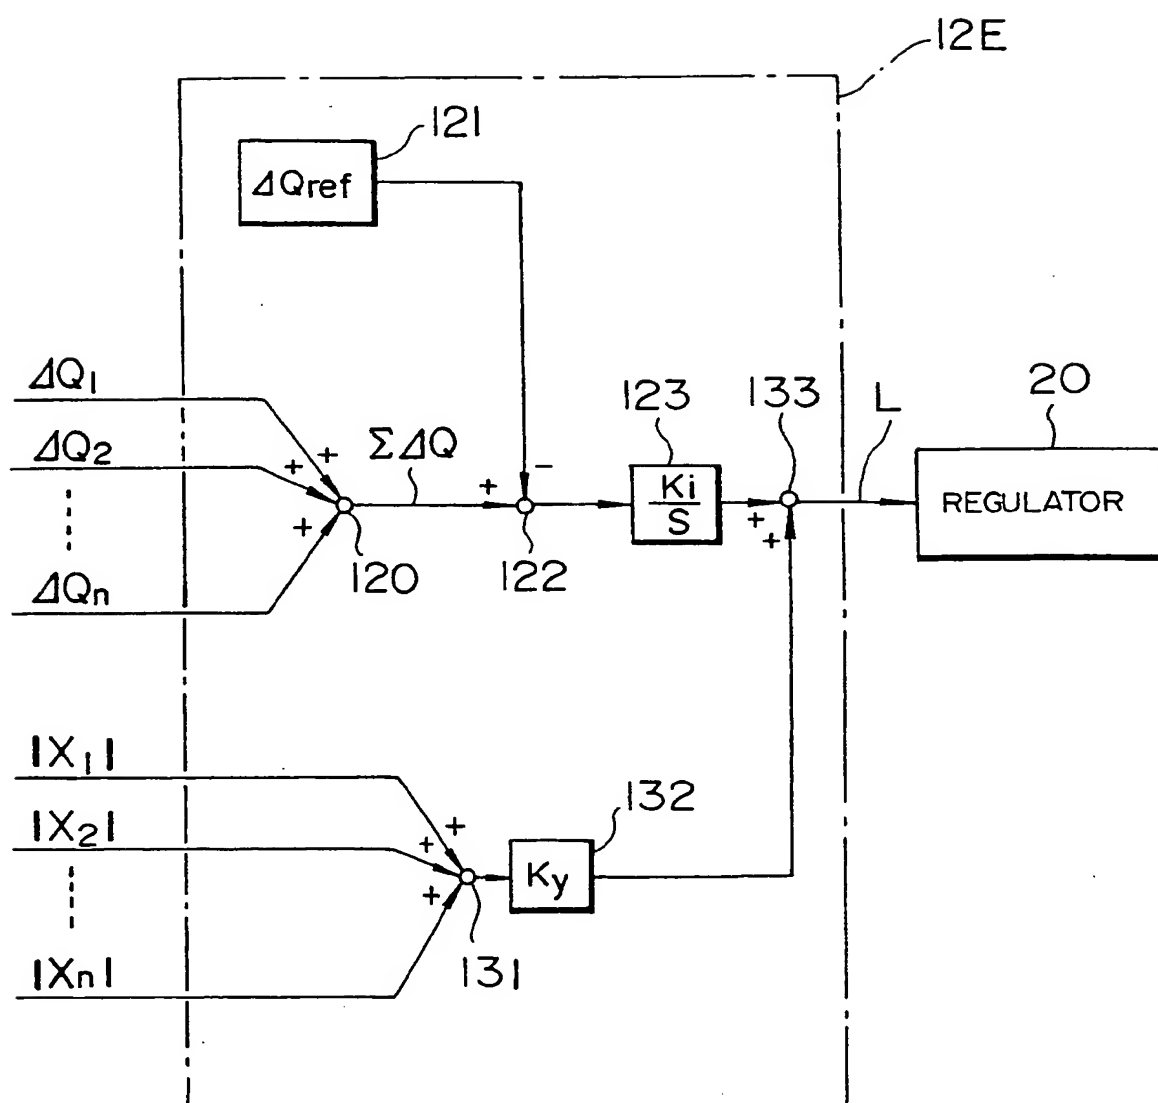 12E
121
ΔQref
ΔQ1
ΔQ2
ΔQn
+
+
+
ΣΔQ
120
+
-
122
123
Ki
S
+
+
133
L
20
REGULATOR
|X1|
|X2|
|Xn|
+
+
+
131
132
Ky